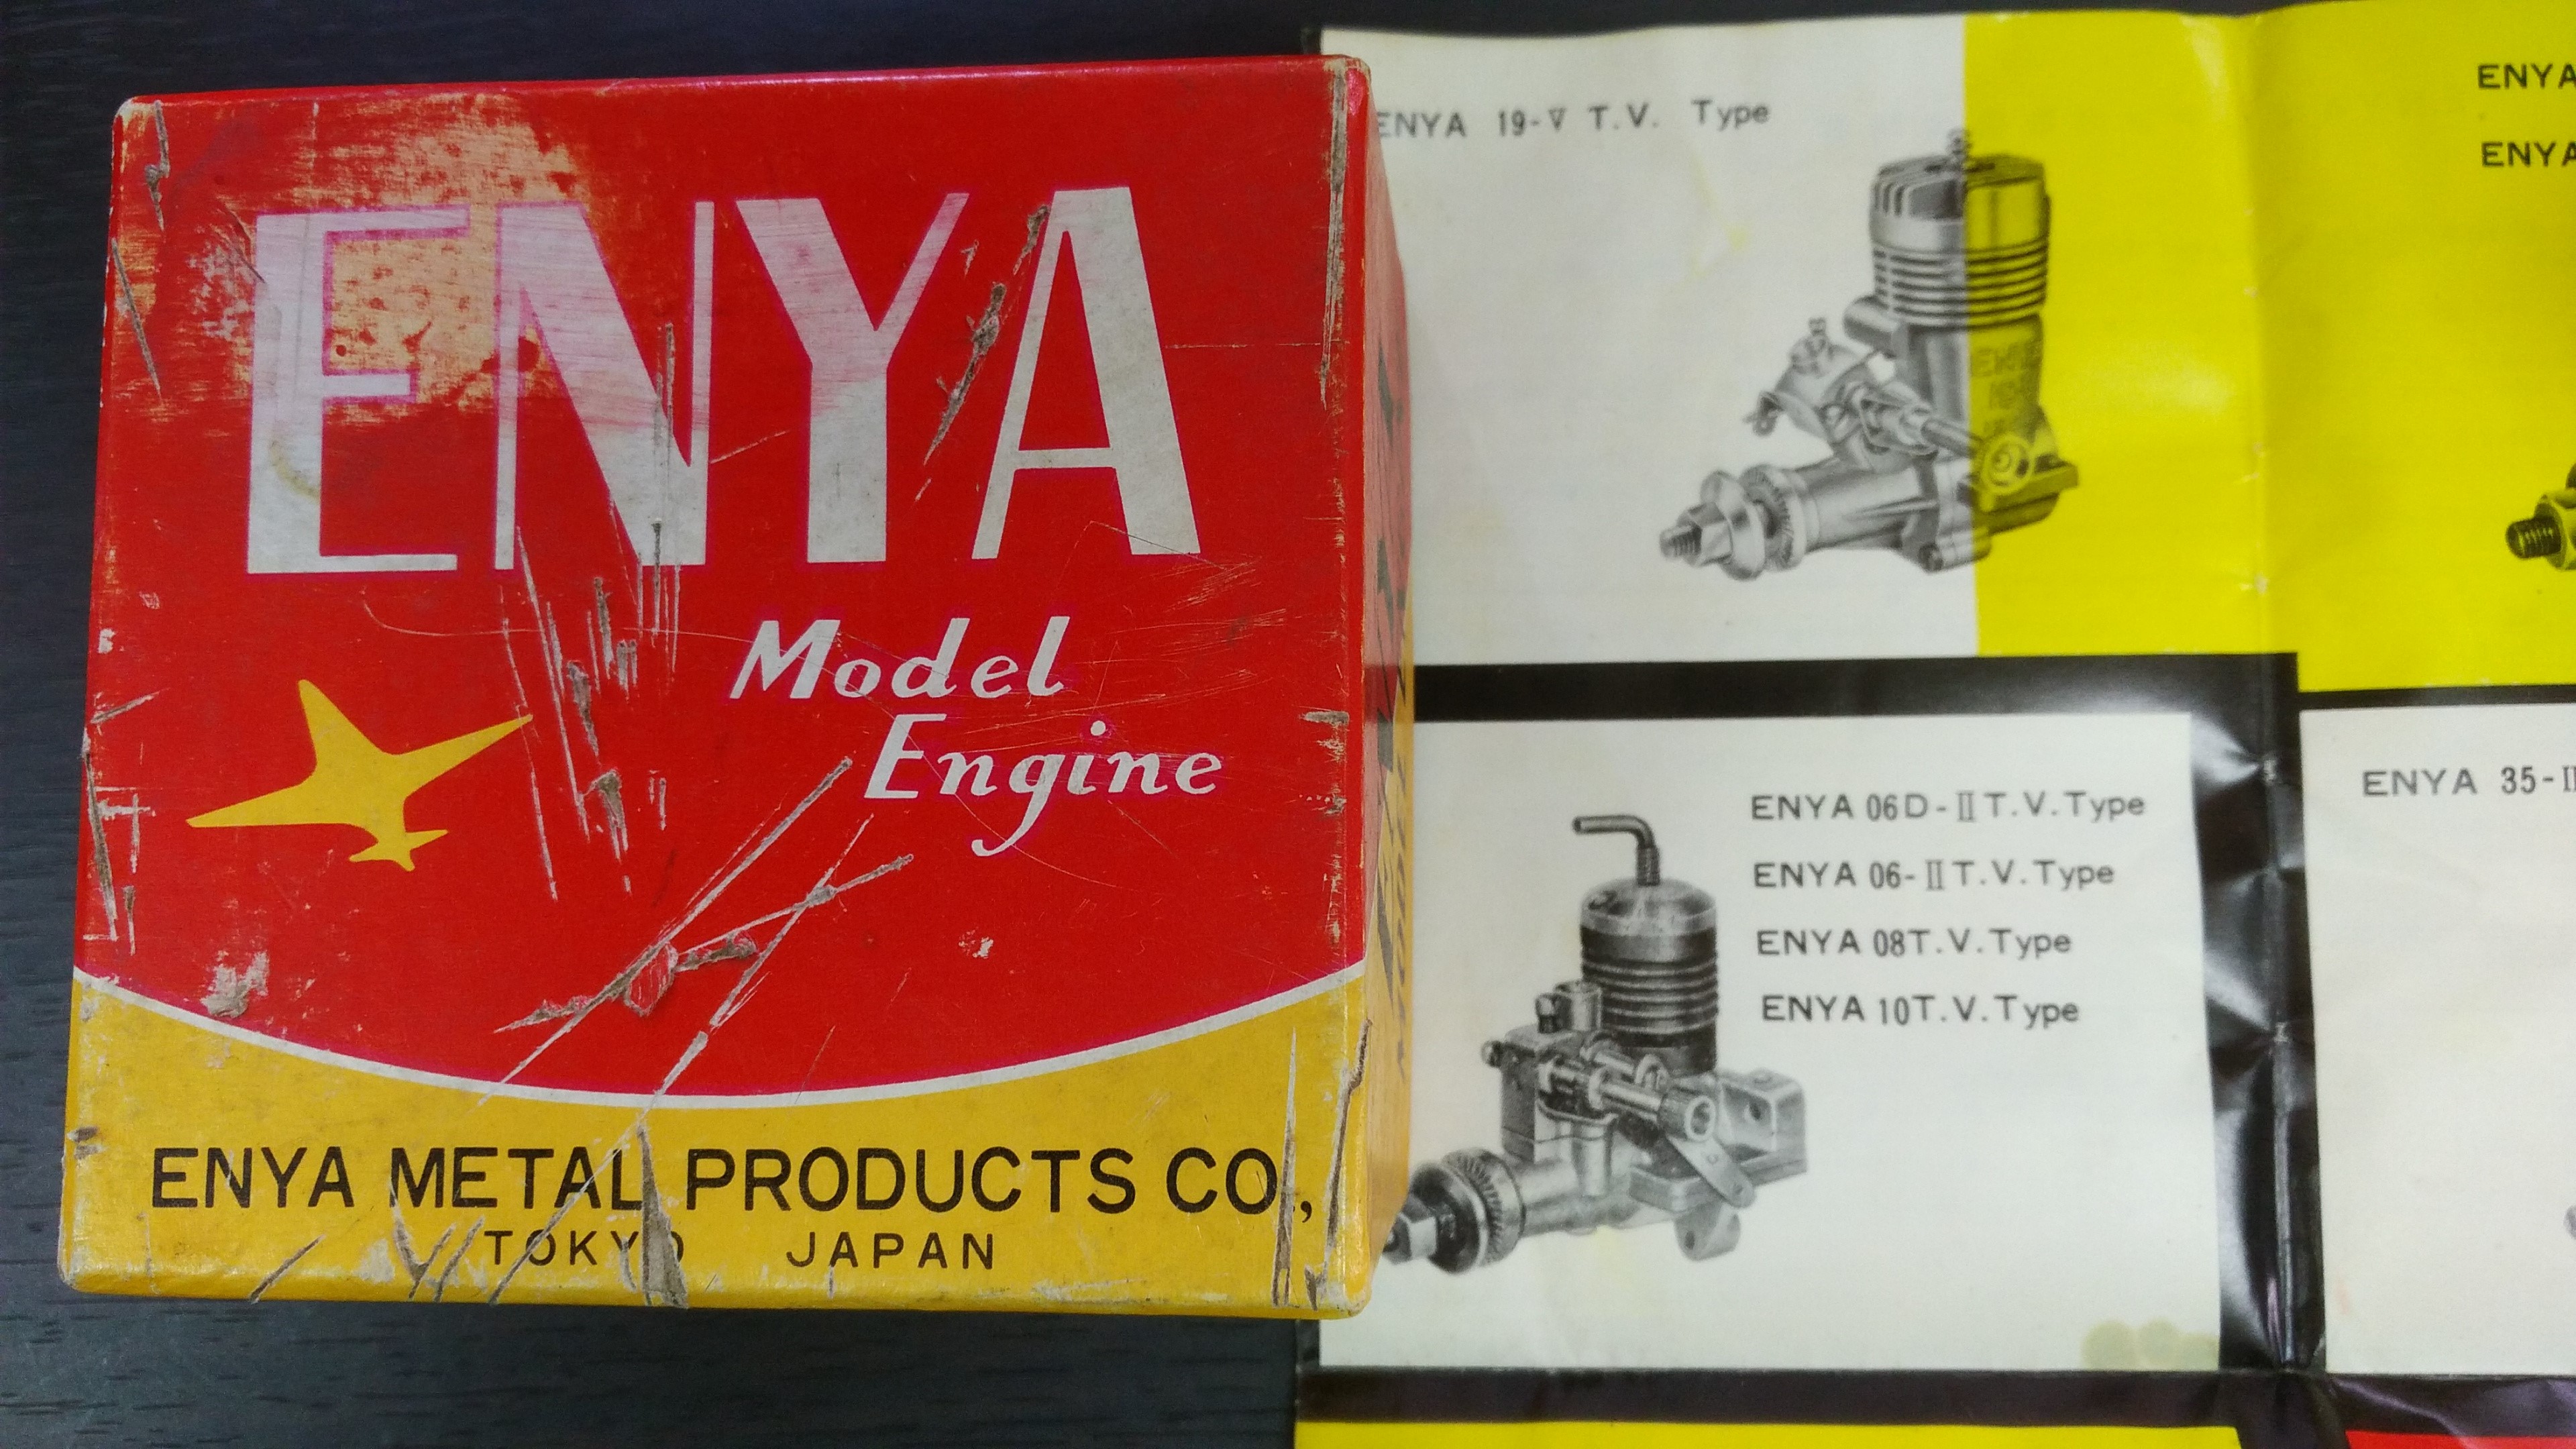 ENYA
Model
Engine
ENYA METAL PRODUCTS CO.,
TOKYO JAPAN
ENYA 19-V T.V. Type
ENYA
ENYA
ENYA 06D-II T.V.Type
ENYA 06-II T.V.Type
ENYA 08T.V.Type
ENYA 10T.V.Type
ENYA 35-II